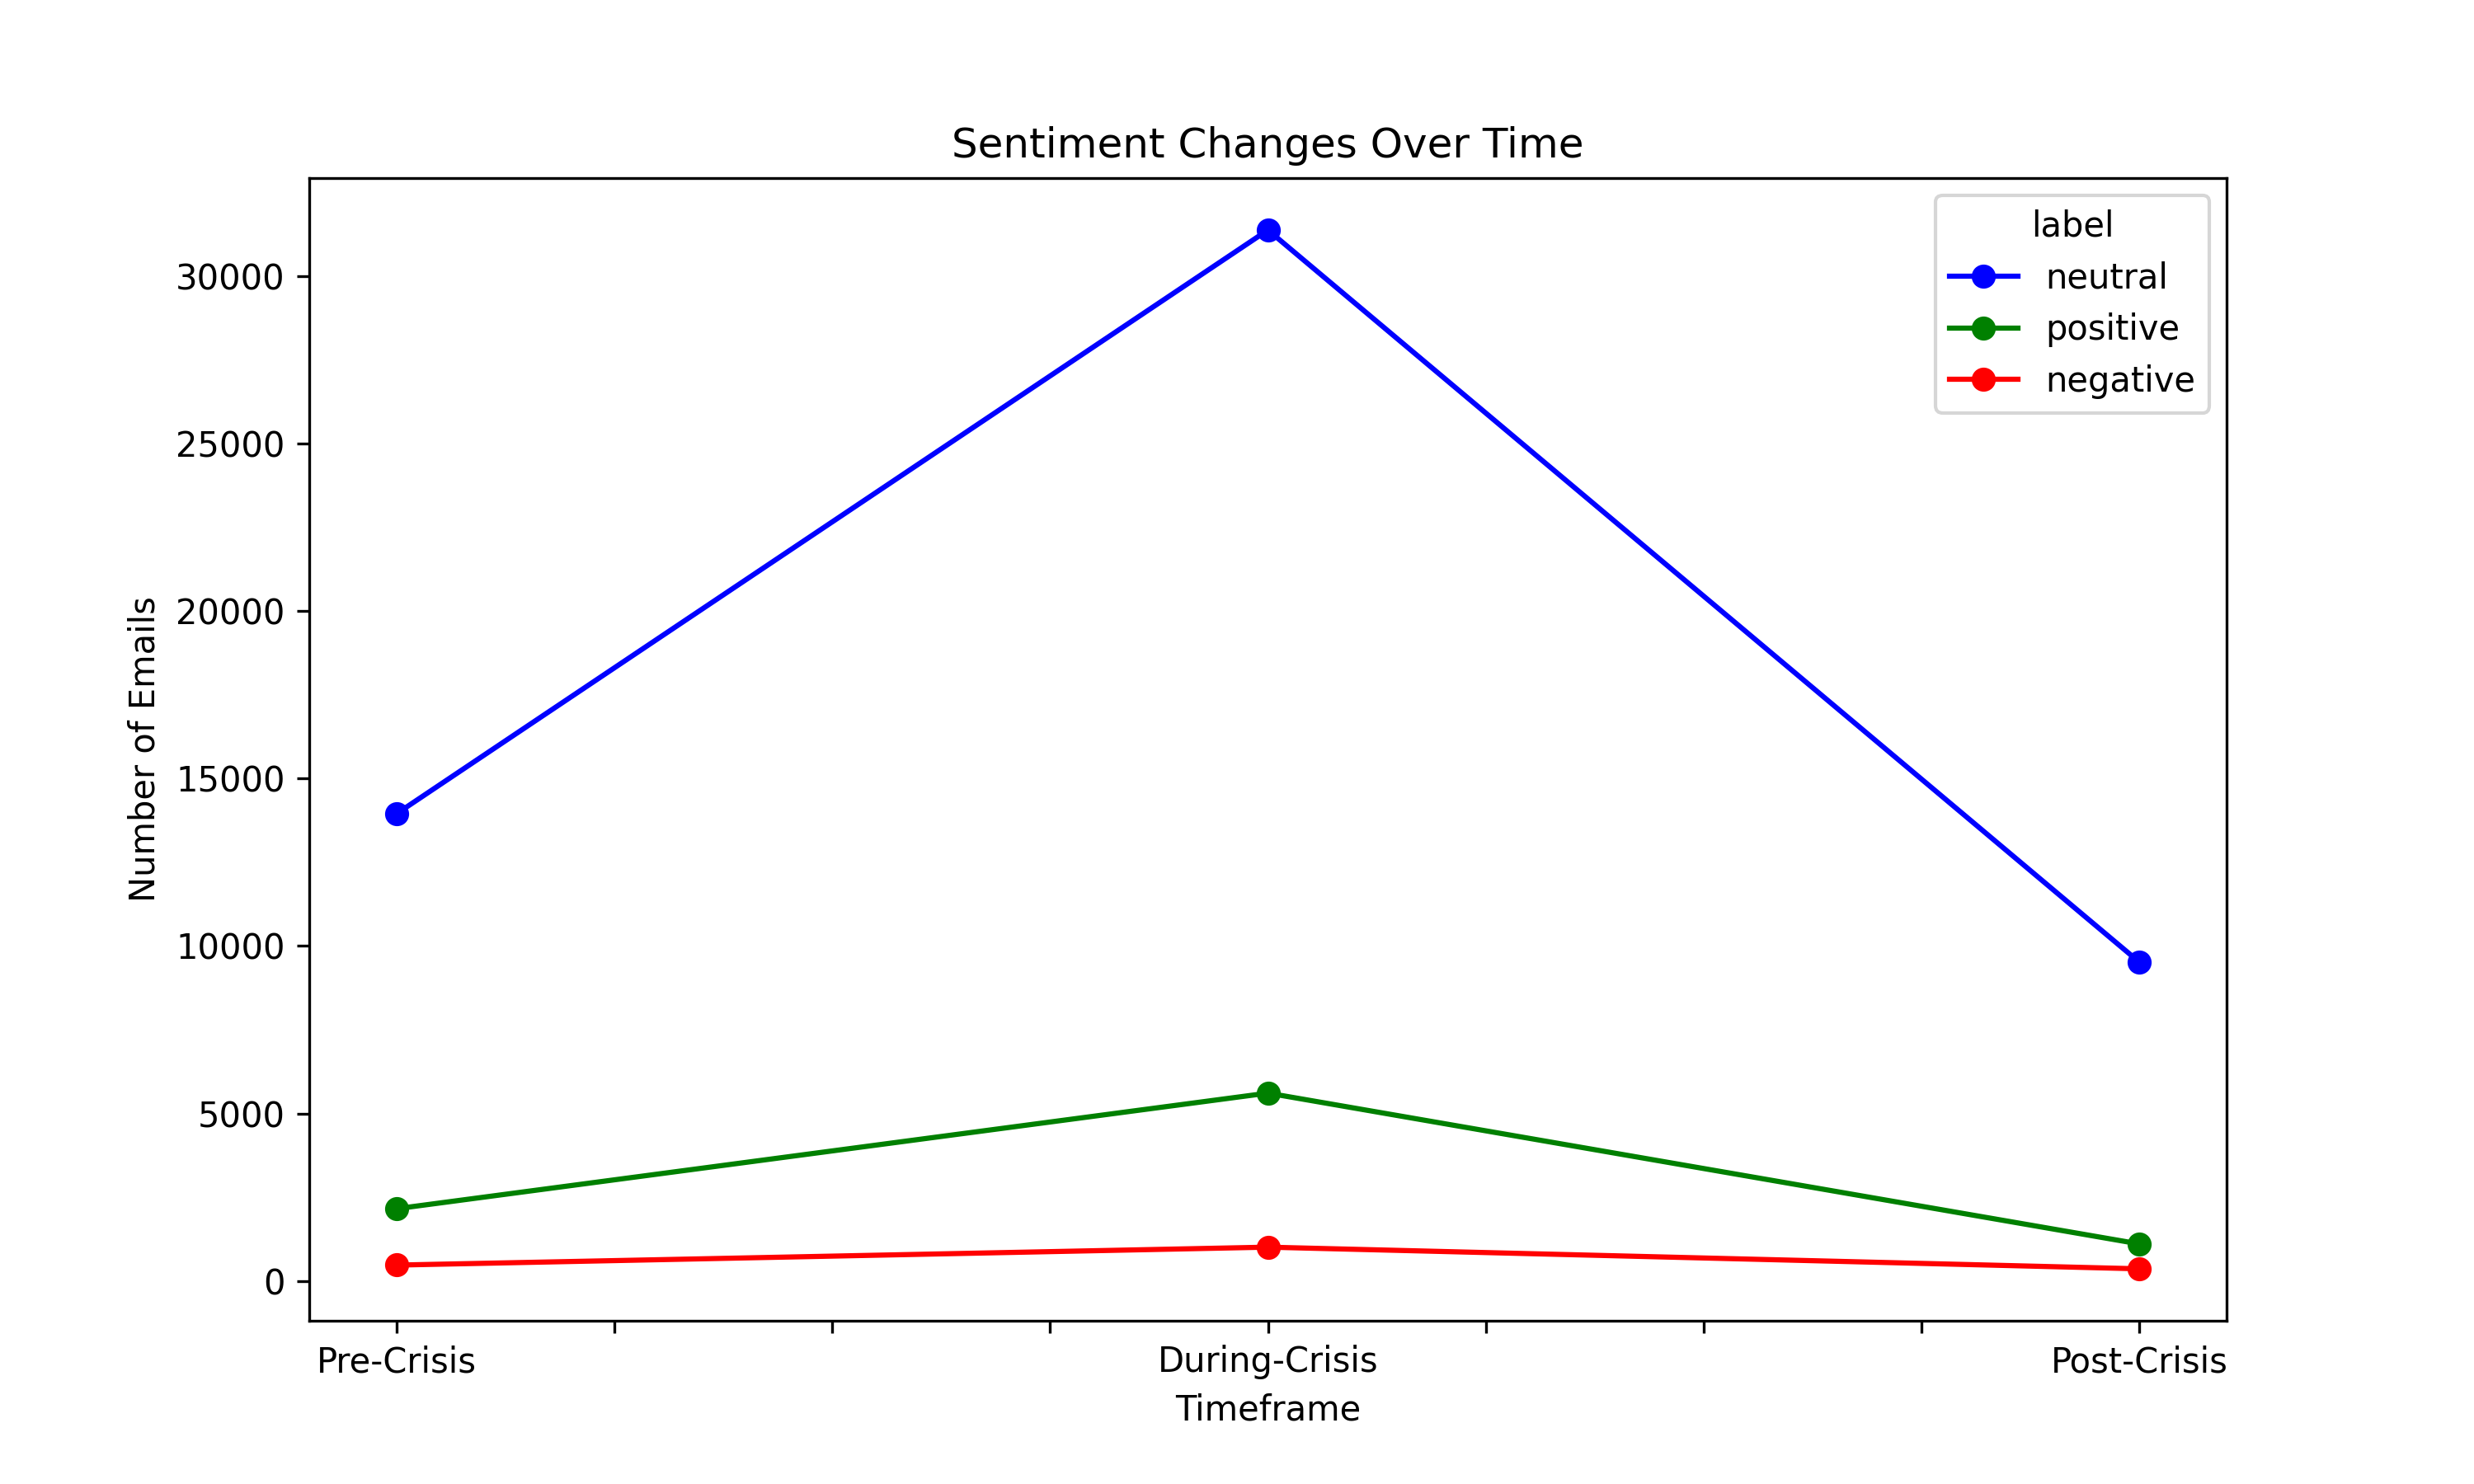 Sentiment Changes Over Time
label
neutral
positive
negative
Number of Emails
30000
25000
20000
15000
10000
5000
0
Pre-Crisis
During-Crisis
Post-Crisis
Timeframe